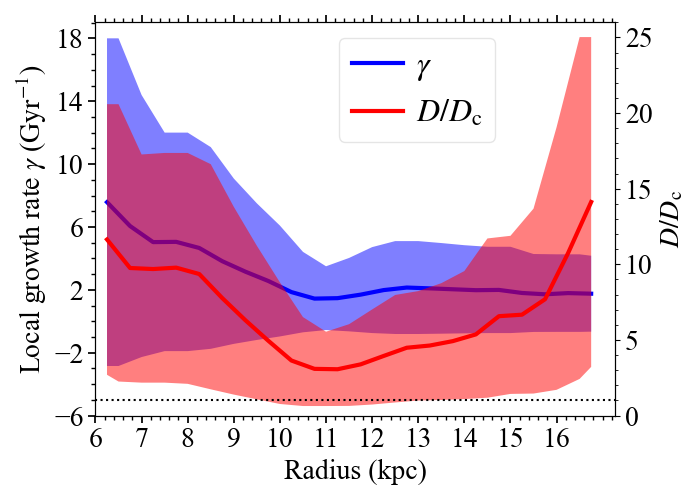 18
14
10
6
2
−2
−6
Local growth rate γ (Gyr⁻¹)
γ
D/Dc
25
20
15
10
5
0
D/Dc
6 7 8 9 10 11 12 13 14 15 16
Radius (kpc)